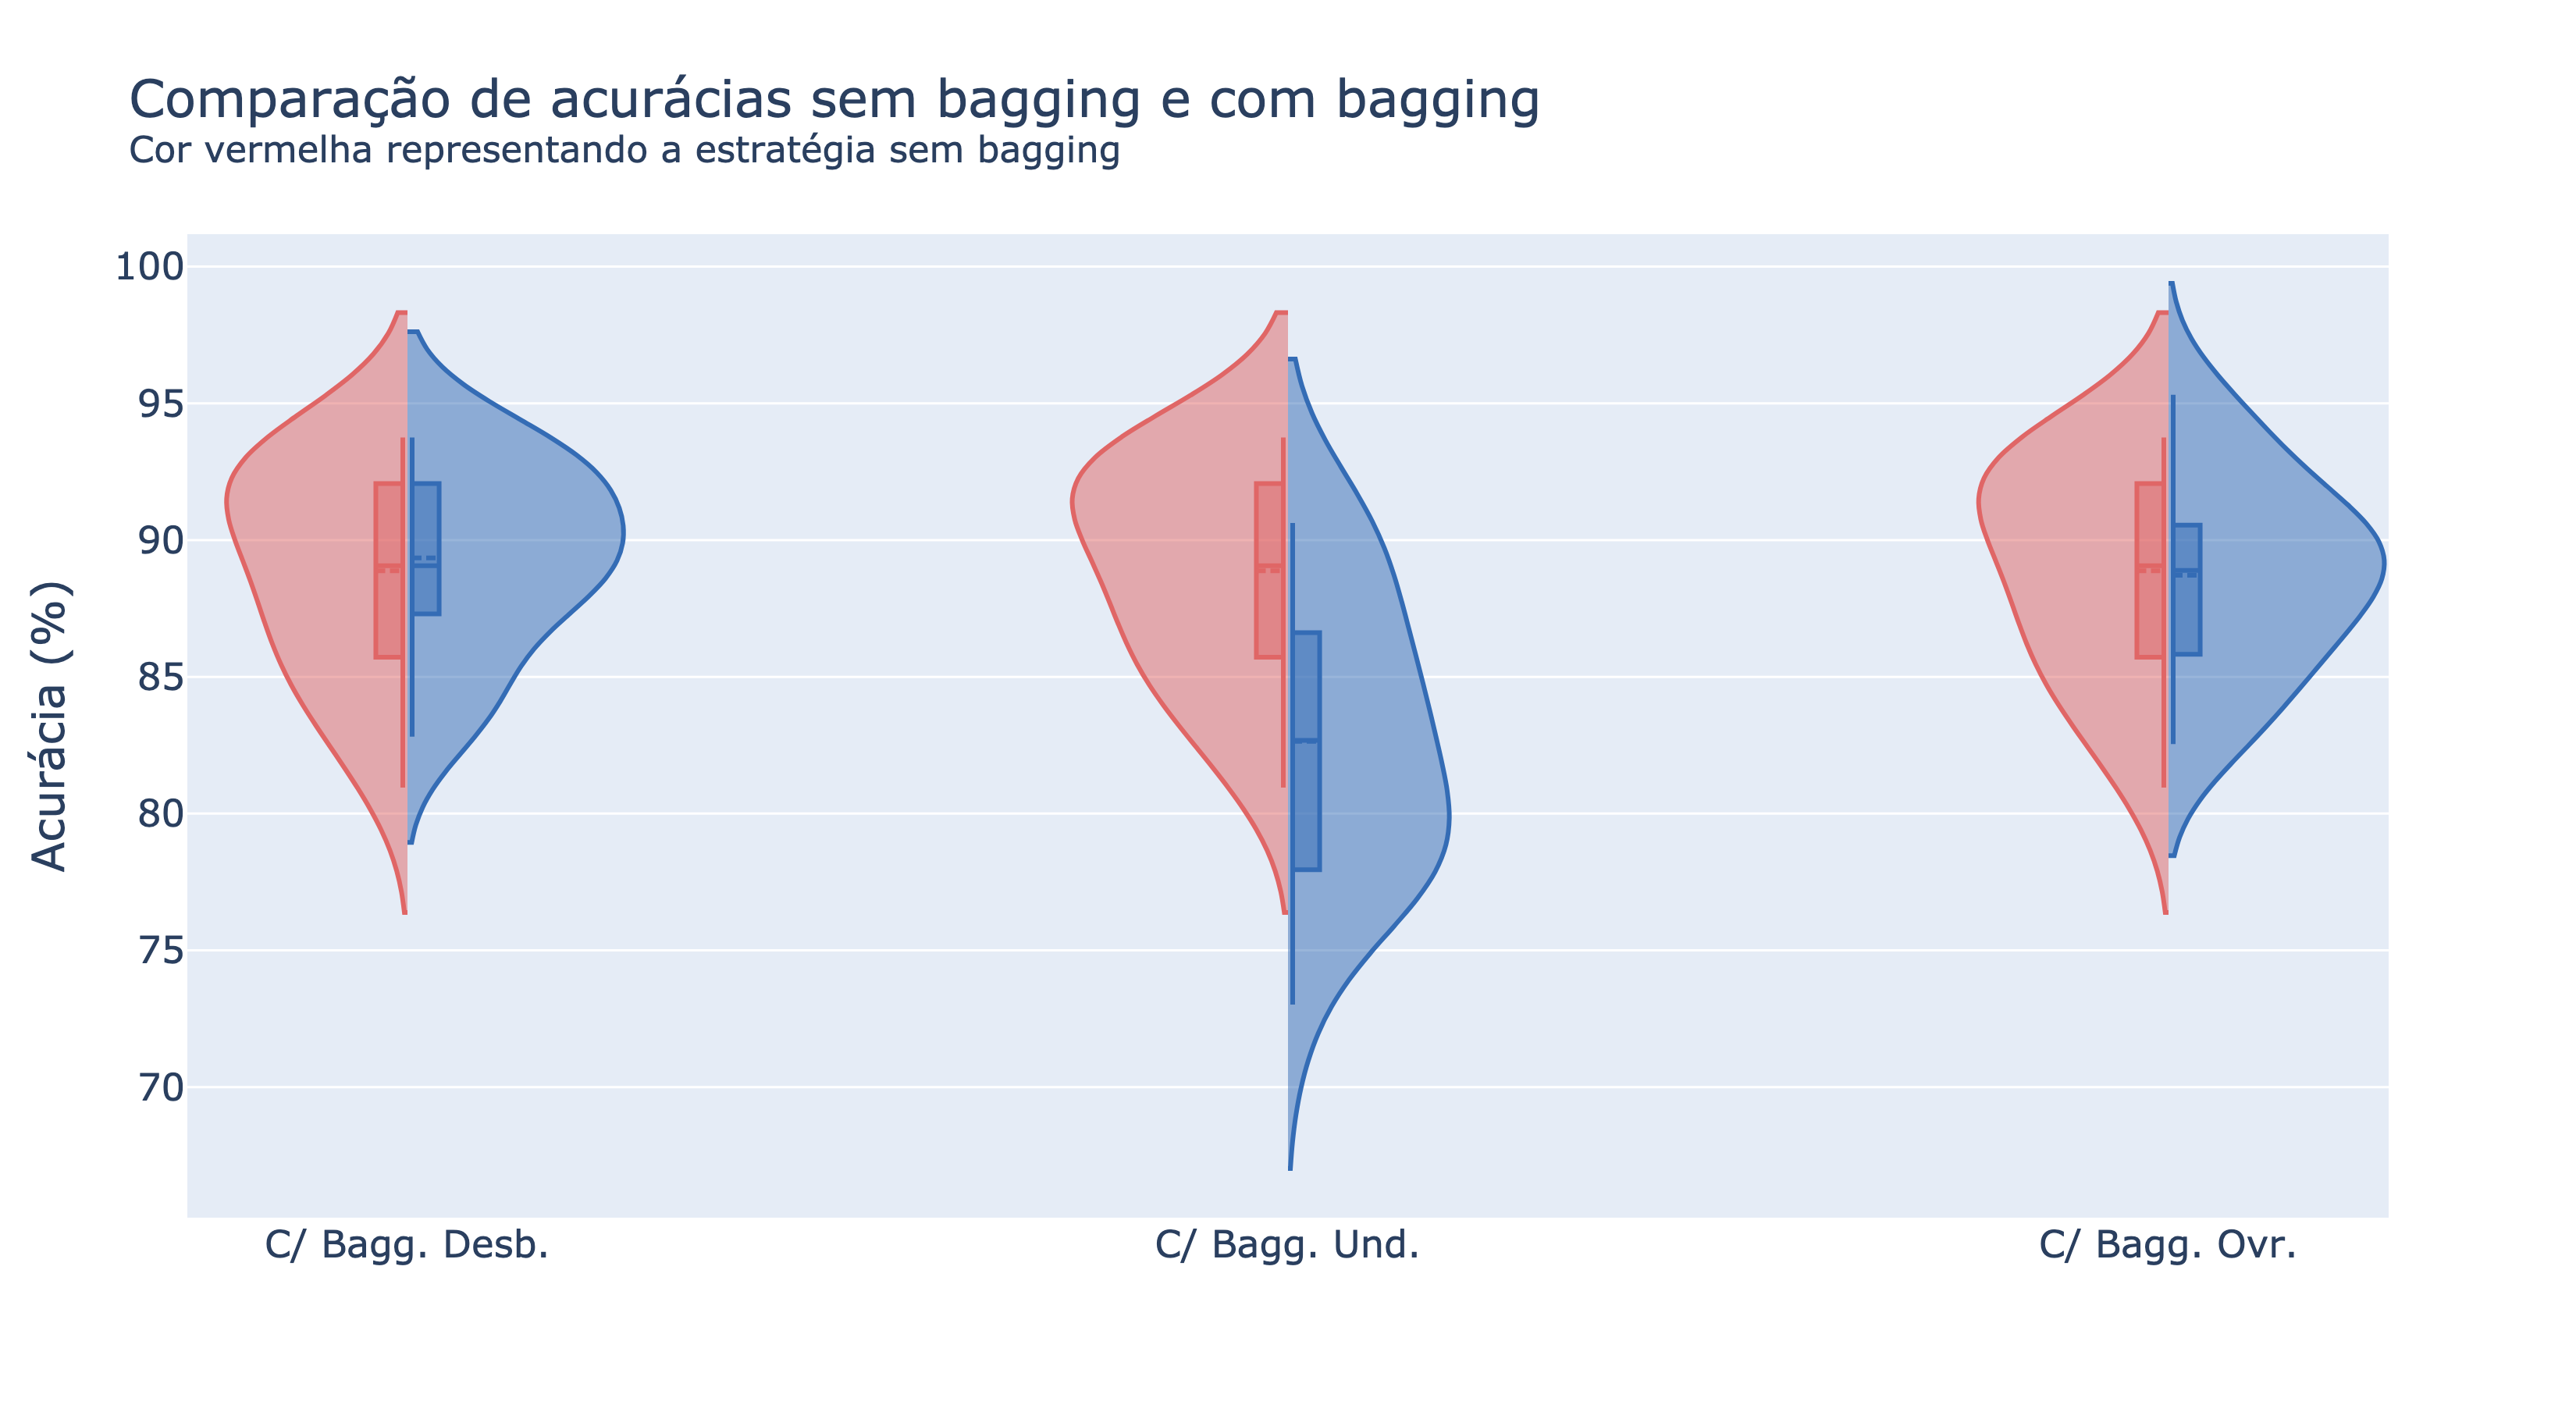 Comparação de acurácias sem bagging e com bagging
Cor vermelha representando a estratégia sem bagging
Acurácia (%)
100
95
90
85
80
75
70
C/ Bagg. Desb.
C/ Bagg. Und.
C/ Bagg. Ovr.